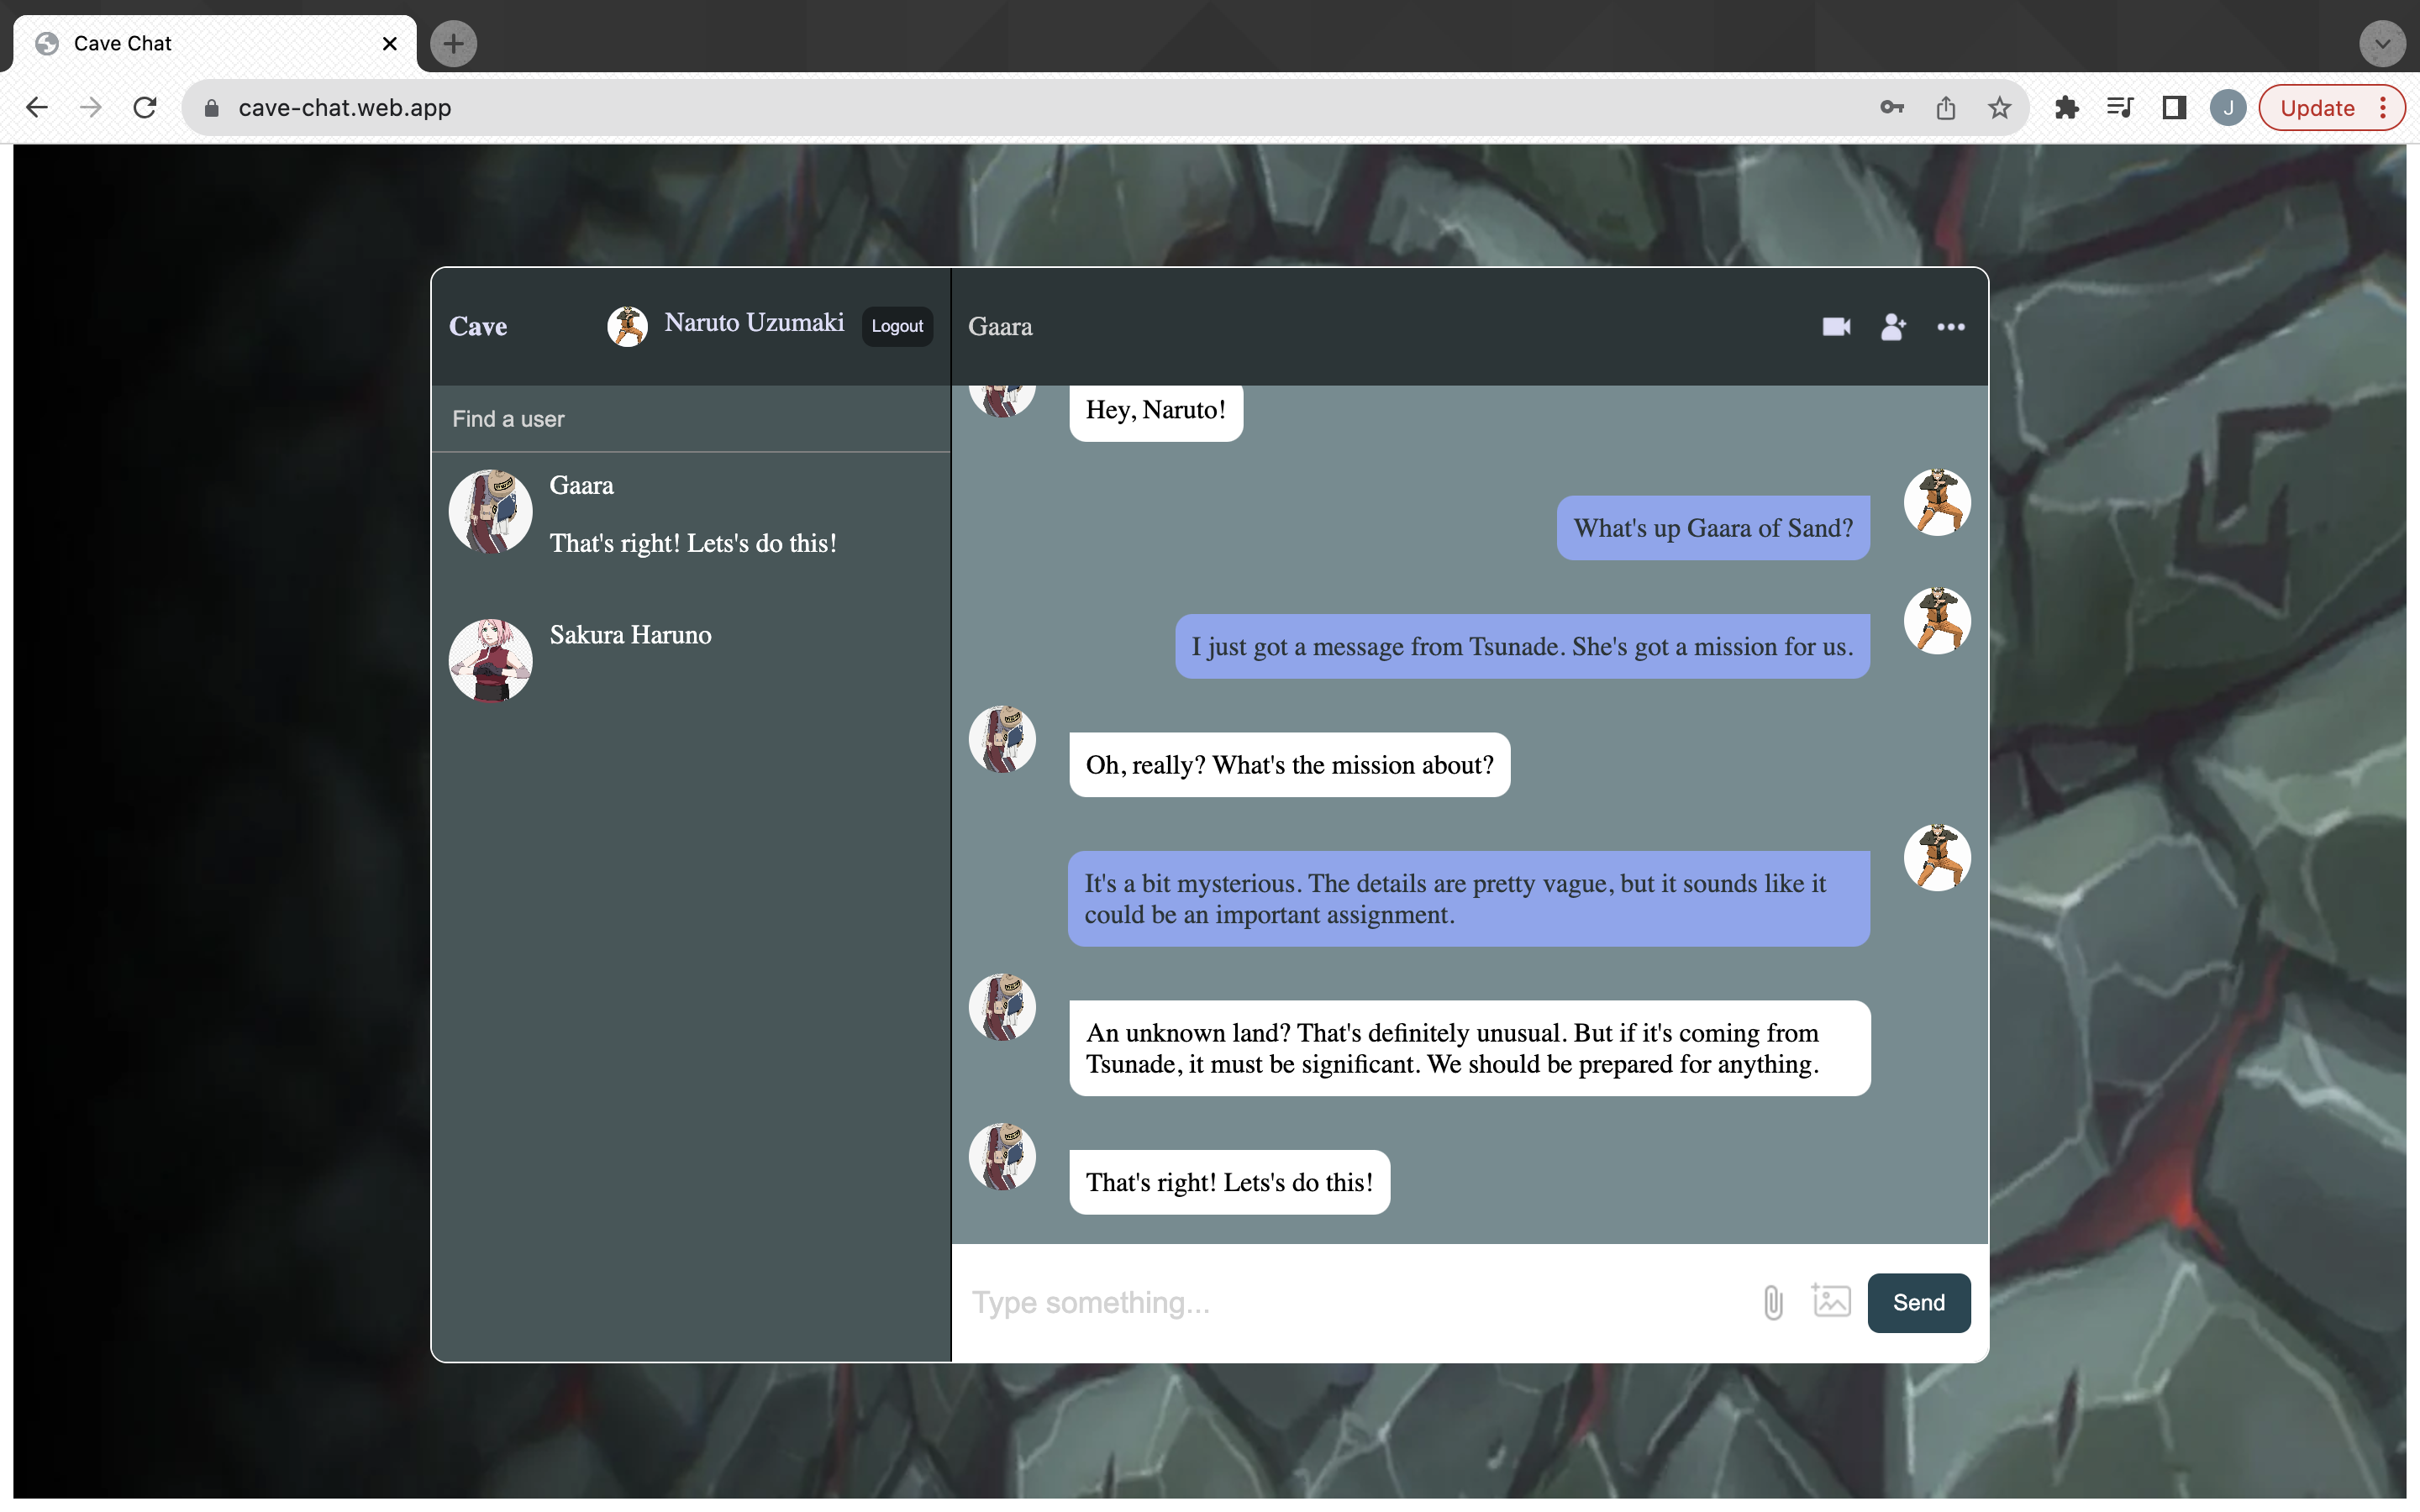 Cave Chat
cave-chat.web.app
J
Update
Cave
Naruto Uzumaki
Logout
Gaara
Find a user
Gaara
That's right! Lets's do this!
Sakura Haruno
Hey, Naruto!
What's up Gaara of Sand?
I just got a message from Tsunade. She's got a mission for us.
Oh, really? What's the mission about?
It's a bit mysterious. The details are pretty vague, but it sounds like it
could be an important assignment.
An unknown land? That's definitely unusual. But if it's coming from
Tsunade, it must be significant. We should be prepared for anything.
That's right! Lets's do this!
Type something...
Send